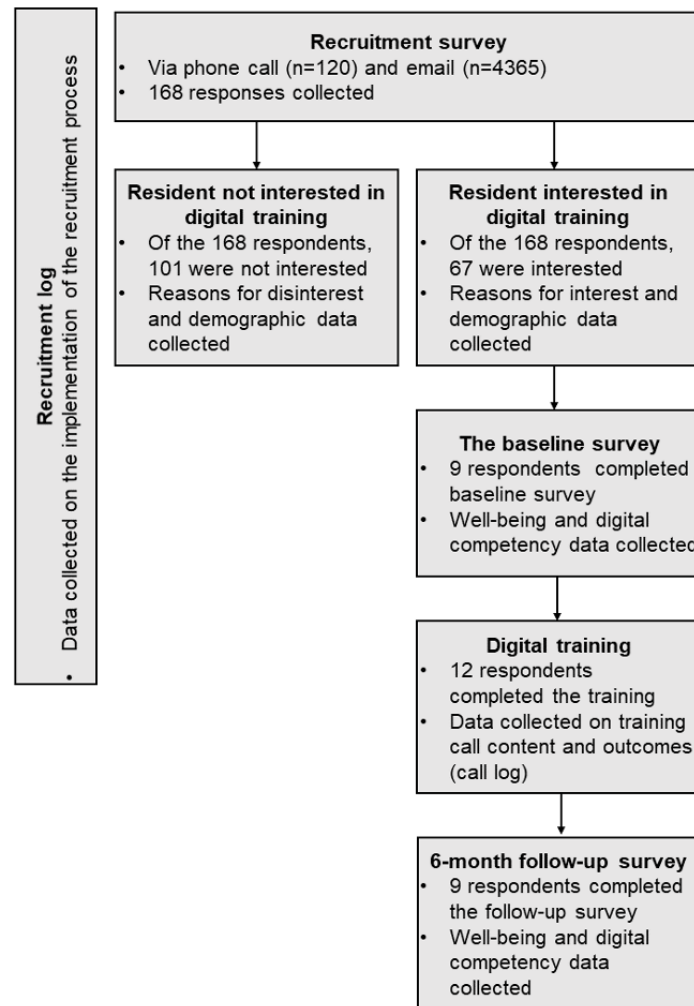 Recruitment log
• Data collected on the implementation of the recruitment process
Recruitment survey
• Via phone call (n=120) and email (n=4365)
• 168 responses collected
Resident not interested in
digital training
• Of the 168 respondents,
101 were not interested
• Reasons for disinterest
and demographic data
collected
Resident interested in
digital training
• Of the 168 respondents,
67 were interested
• Reasons for interest and
demographic data
collected
The baseline survey
• 9 respondents completed
baseline survey
• Well-being and digital
competency data collected
Digital training
• 12 respondents
completed the training
• Data collected on training
call content and outcomes
(call log)
6-month follow-up survey
• 9 respondents completed
the follow-up survey
• Well-being and digital
competency data
collected